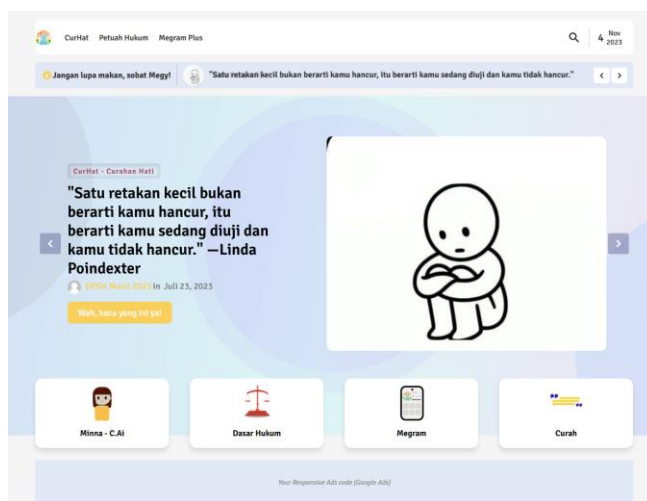 CurHat Petuah Hukum Megram Plus
4 Nov 2023
Jangan lupa makan, sobat Megy!
"Satu retakan kecil bukan berarti kamu hancur, itu berarti kamu sedang diuji dan kamu tidak hancur."
CurHat - Curahan Hati
"Satu retakan kecil bukan
berarti kamu hancur, itu
berarti kamu sedang diuji dan
kamu tidak hancur." —Linda
Poindexter
OPSH Man2 2023 In Juli 23, 2023
Wah, baca yang ini ya!
Minna - C.Ai
Dasar Hukum
Megram
Curah
Your Responsive Ads code (Google Ads)